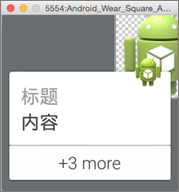 5554:Android_Wear_Square_A...
标题
内容
+3 more